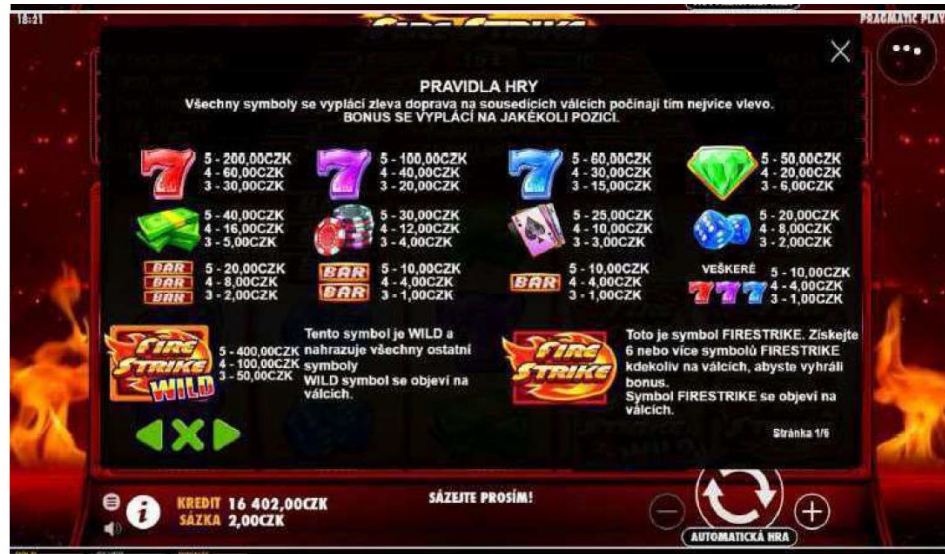 18:21
FIRE STRIKE
PRAGMATIC PLAY
PRAVIDLA HRY
Všechny symboly se vyplácí zleva doprava na sousedících válcích počínají tím nejvíce vlevo.
BONUS SE VYPLÁCÍ NA JAKÉKOLI POZICI.
5 - 200,00CZK
4 - 60,00CZK
3 - 30,00CZK
5 - 100,00CZK
4 - 40,00CZK
3 - 20,00CZK
5 - 60,00CZK
4 - 30,00CZK
3 - 15,00CZK
5 - 50,00CZK
4 - 20,00CZK
3 - 6,00CZK
5 - 40,00CZK
4 - 16,00CZK
3 - 5,00CZK
5 - 30,00CZK
4 - 12,00CZK
3 - 4,00CZK
5 - 25,00CZK
4 - 10,00CZK
3 - 3,00CZK
5 - 20,00CZK
4 - 8,00CZK
3 - 2,00CZK
BAR
BAR
BAR
5 - 20,00CZK
4 - 8,00CZK
3 - 2,00CZK
BAR
BAR
5 - 10,00CZK
4 - 4,00CZK
3 - 1,00CZK
BAR
5 - 10,00CZK
4 - 4,00CZK
3 - 1,00CZK
VEŠKERÉ
777
5 - 10,00CZK
4 - 4,00CZK
3 - 1,00CZK
FIRE
STRIKE
WILD
5 - 400,00CZK
4 - 100,00CZK
3 - 50,00CZK
Tento symbol je WILD a
nahrazuje všechny ostatní
symboly
WILD symbol se objeví na
válcích.
FIRE
STRIKE
Toto je symbol FIRESTRIKE. Získejte
6 nebo více symbolů FIRESTRIKE
kdekoliv na válcích, abyste vyhráli
bonus.
Symbol FIRESTRIKE se objeví na
válcích.
Stránka 1/6
KREDIT 16 402,00CZK
SÁZKA 2,00CZK
SÁZEJTE PROSÍM!
AUTOMATICKÁ HRA